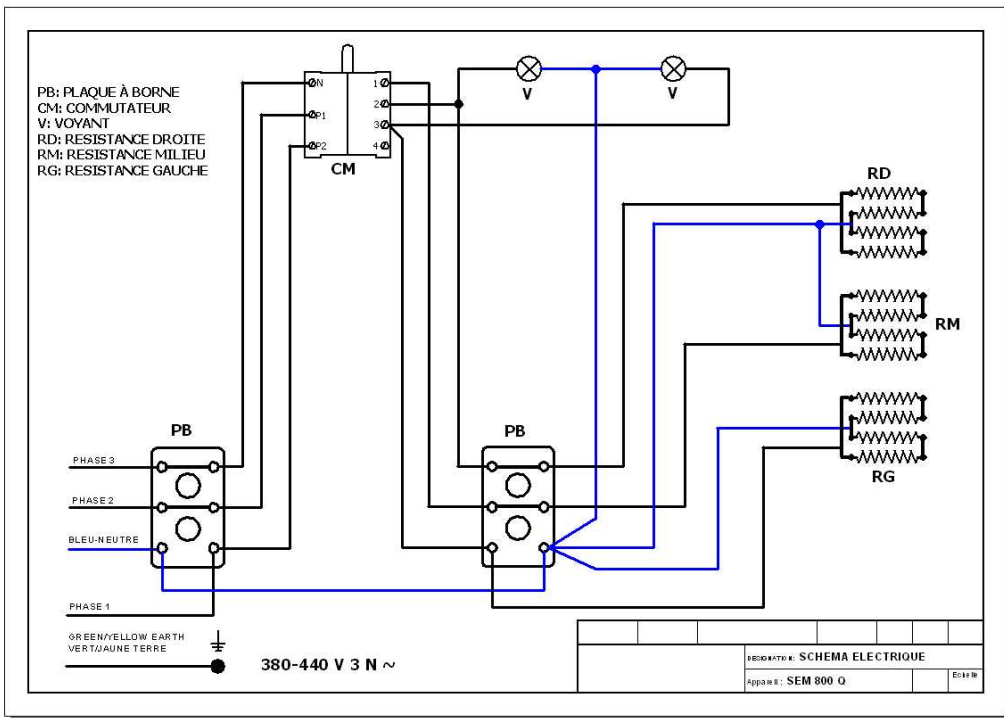 PB: PLAQUE À BORNE
CM: COMMUTATEUR
V: VOYANT
RD: RESISTANCE DROITE
RM: RESISTANCE MILIEU
RG: RESISTANCE GAUCHE
N
P1
P2
1
2
3
4
CM
V
V
RD
RM
RG
PB
PB
PHASE 3
PHASE 2
BLEU-NEUTRE
PHASE 1
GREEN/YELLOW EARTH
VERT/JAUNE TERRE
380-440 V 3 N ~
DESIGNATION: SCHEMA ELECTRIQUE
Appareil: SEM 800 Q
Echelle